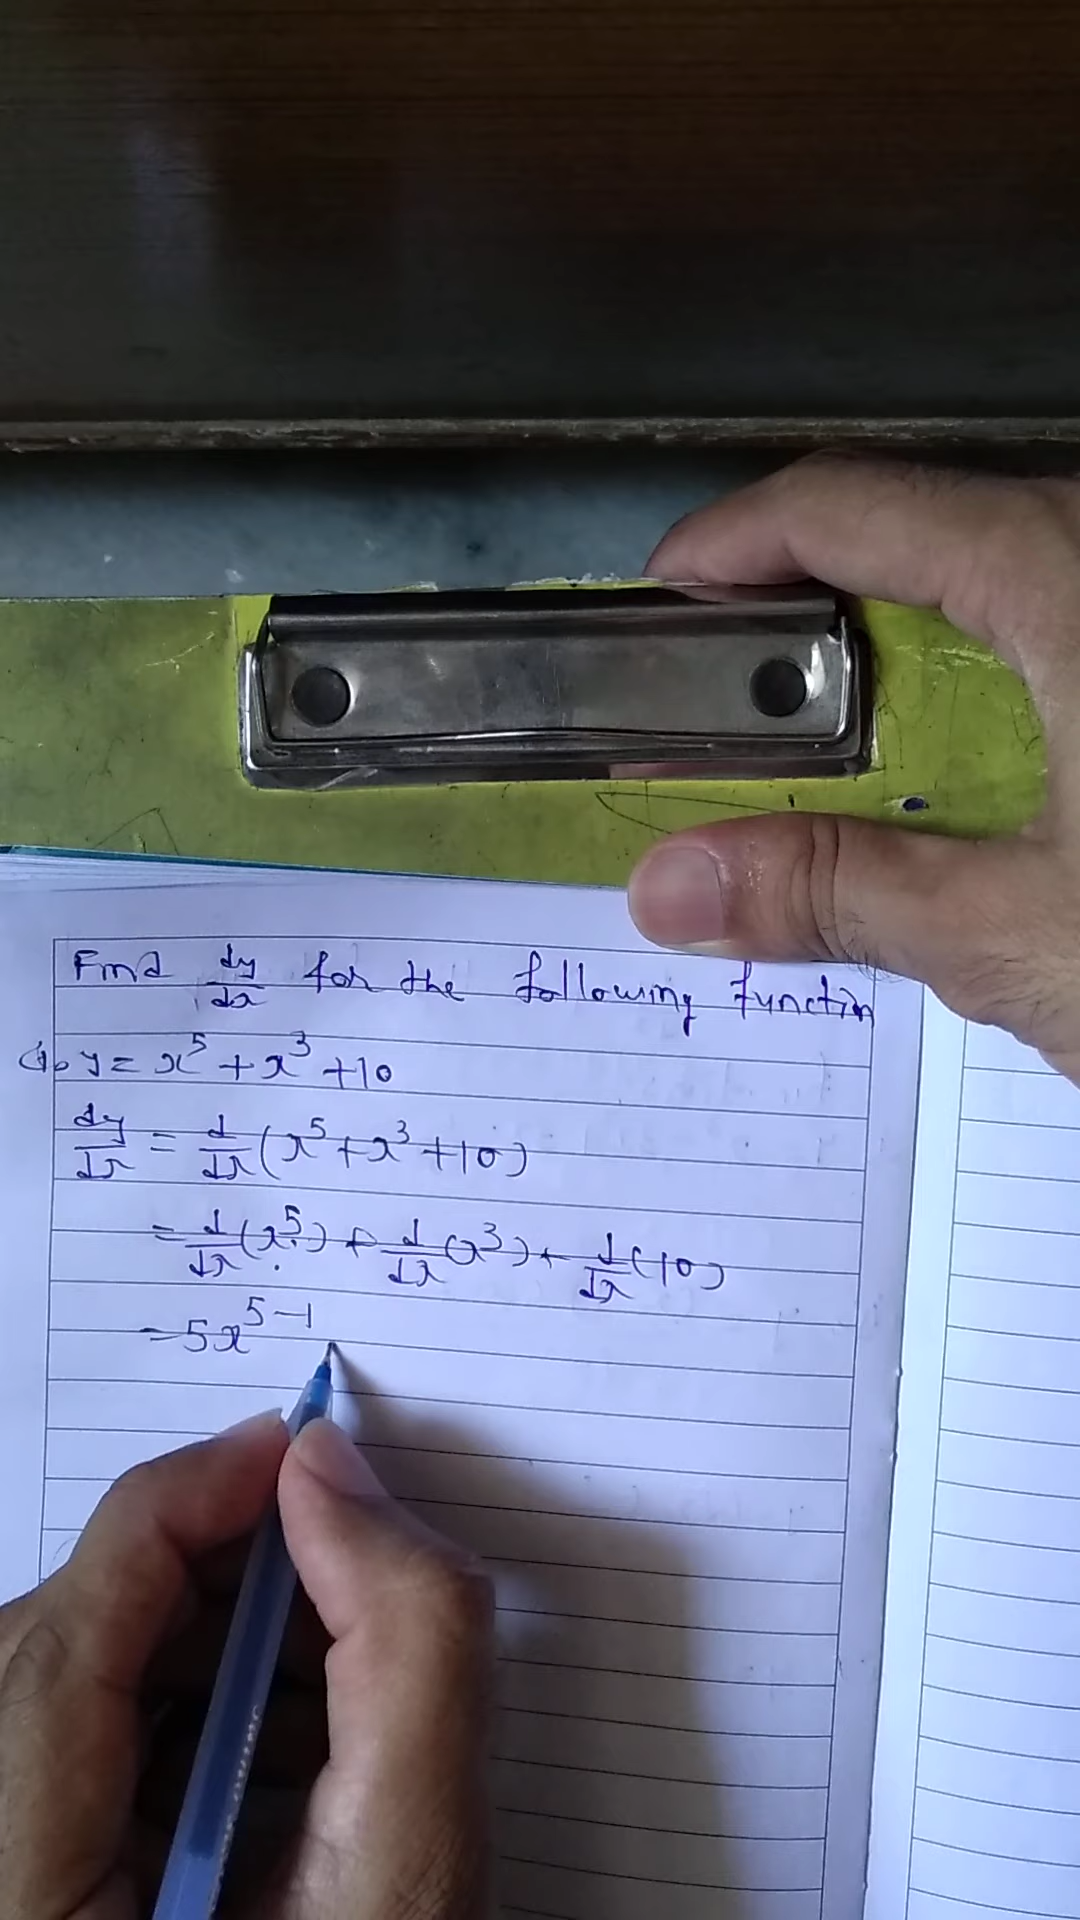 Find dy/dx for the following function
(1) y = x^5 + x^3 + 10
dy/dx = d/dx (x^5 + x^3 + 10)
= d/dx (x^5) + d/dx (x^3) + d/dx (10)
= 5x^5-1